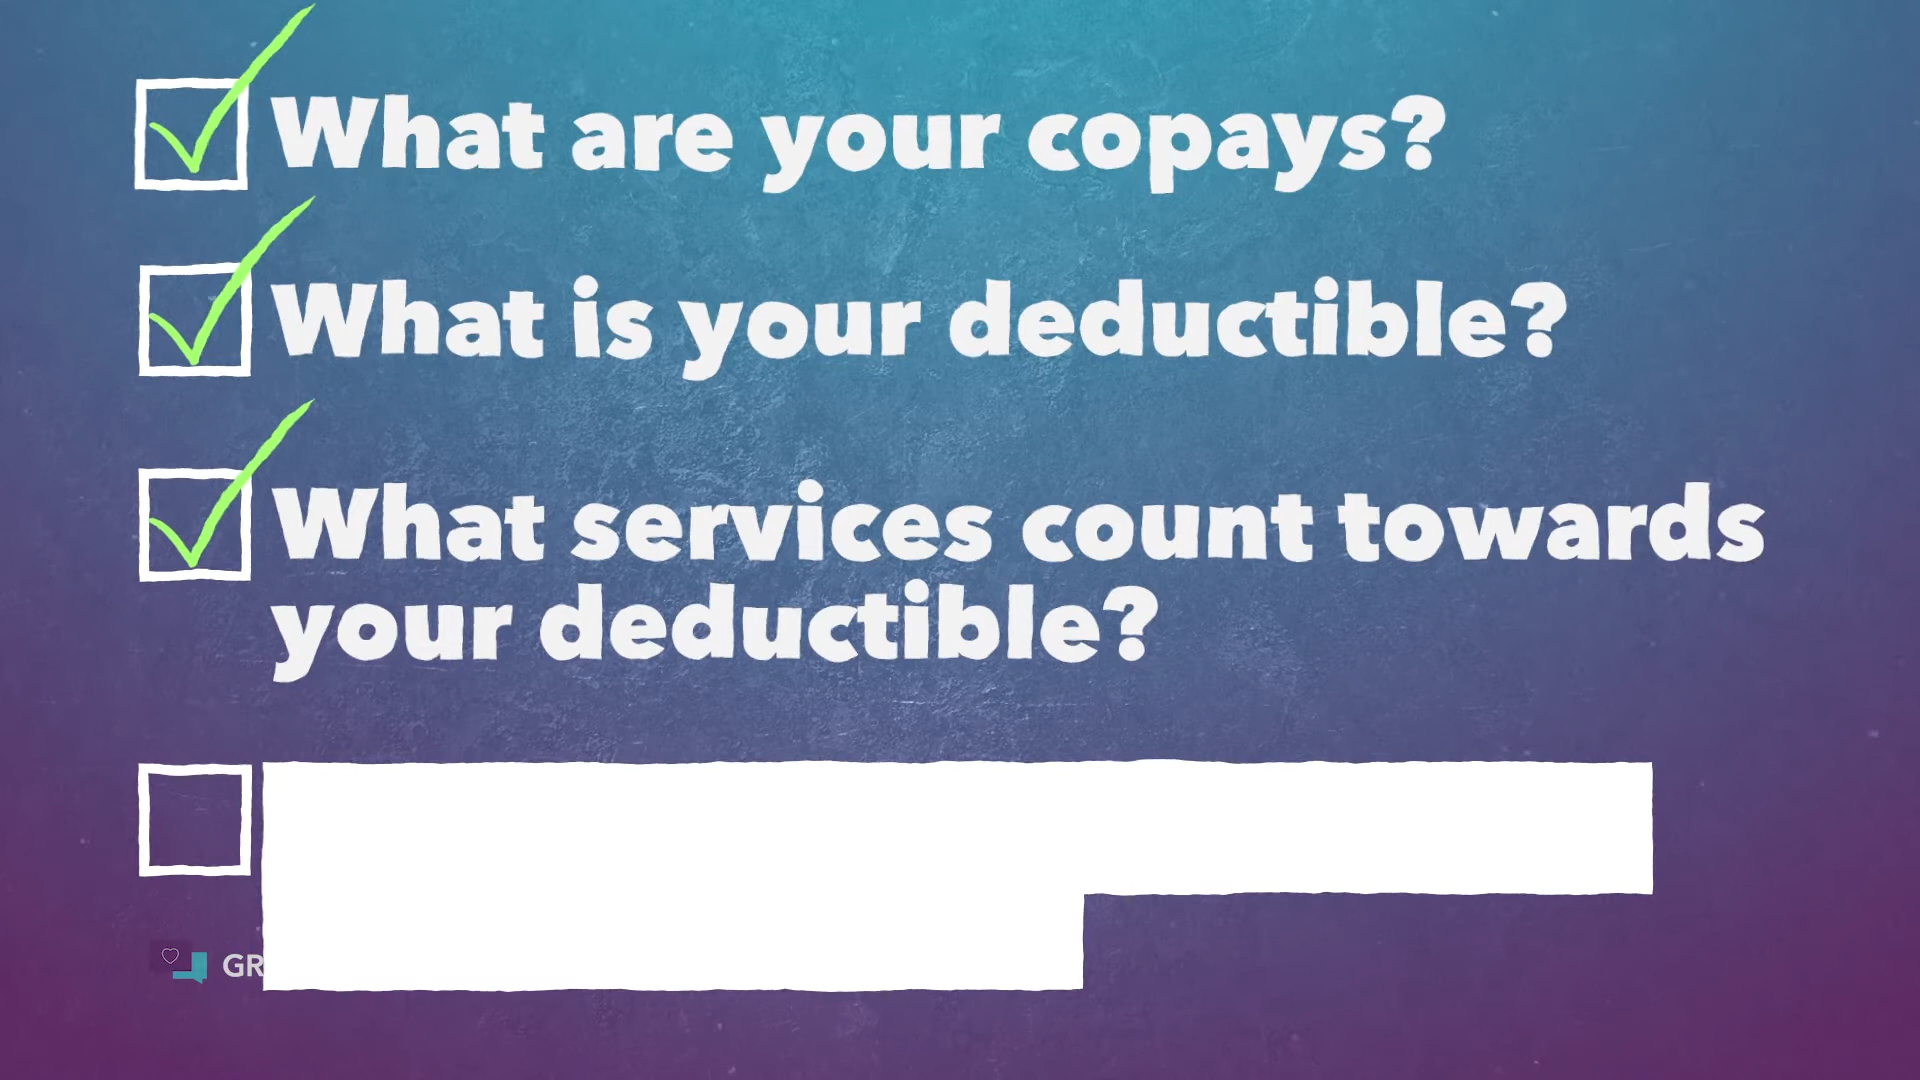 What are your copays?
What is your deductible?
What services count towards
your deductible?
GR